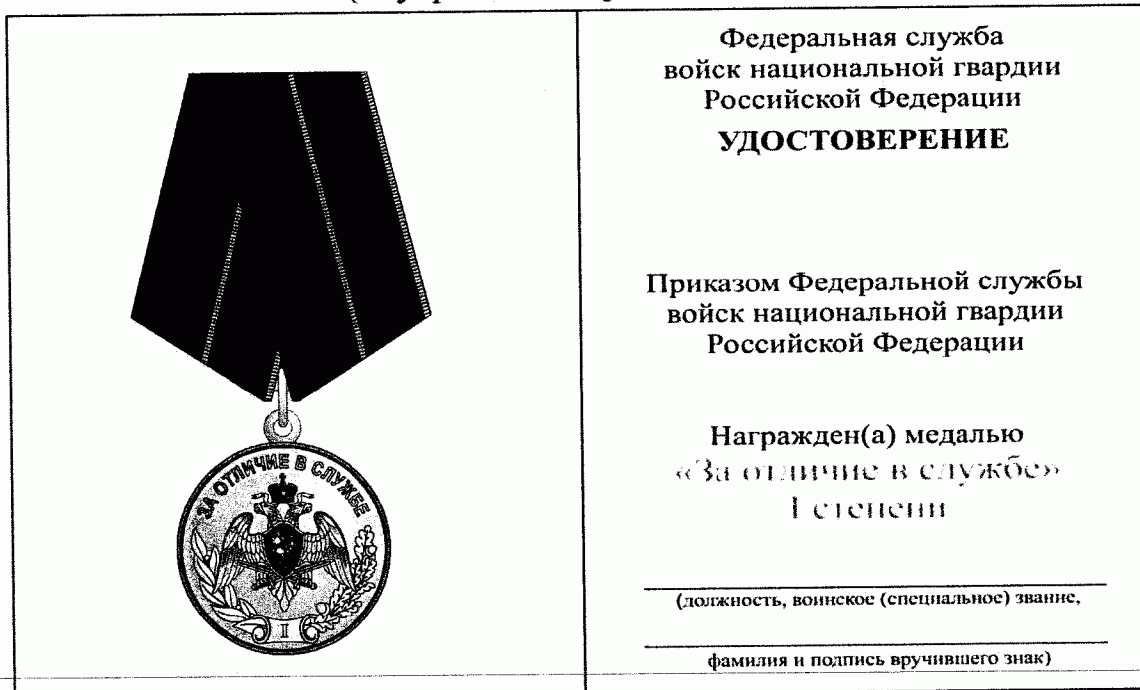 ЗА ОТЛИЧИЕ В СЛУЖБЕ
I
Федеральная служба
войск национальной гвардии
Российской Федерации
УДОСТОВЕРЕНИЕ
Приказом Федеральной службы
войск национальной гвардии
Российской Федерации
Награжден(а) медалью
«За отличие в службе»
I степени
(должность, воинское (специальное) звание,
фамилия и подпись вручившего знак)